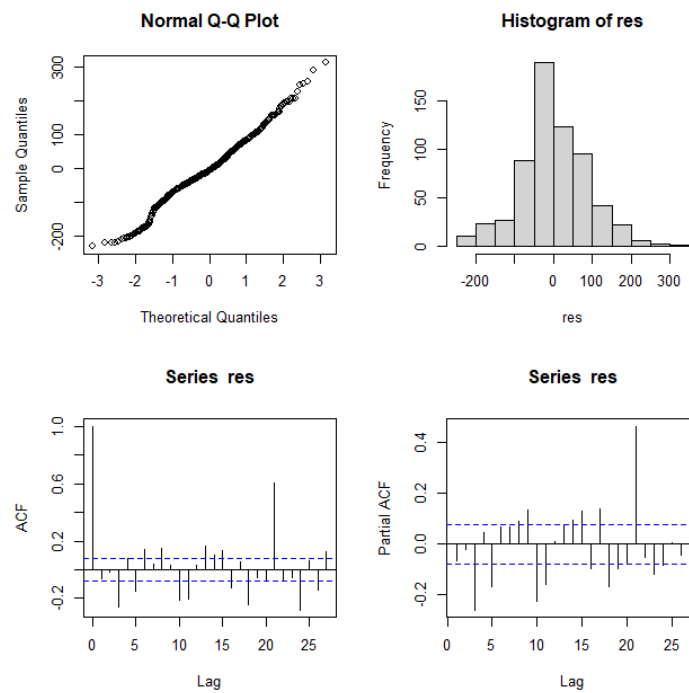 Normal Q-Q Plot
Sample Quantiles
-200 0 100 300
-3 -2 -1 0 1 2 3
Theoretical Quantiles
Histogram of res
Frequency
0 50 100 150
-200 0 100 200 300
res
Series res
ACF
-0.2 0.2 0.6 1.0
0 5 10 15 20 25
Lag
Series res
Partial ACF
-0.2 0.0 0.2 0.4
0 5 10 15 20 25
Lag